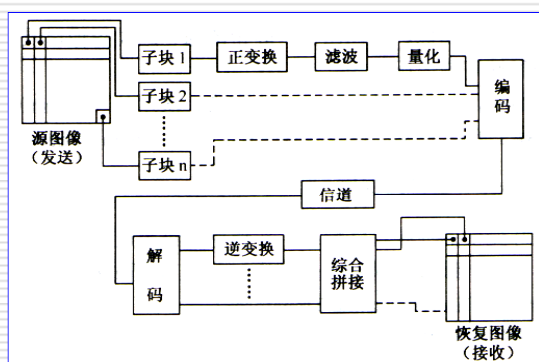 子块 1
正变换
滤波
量化
子块 2
编码
源图像
(发送)
子块 n
信道
解码
逆变换
综合
拼接
恢复图像
(接收)